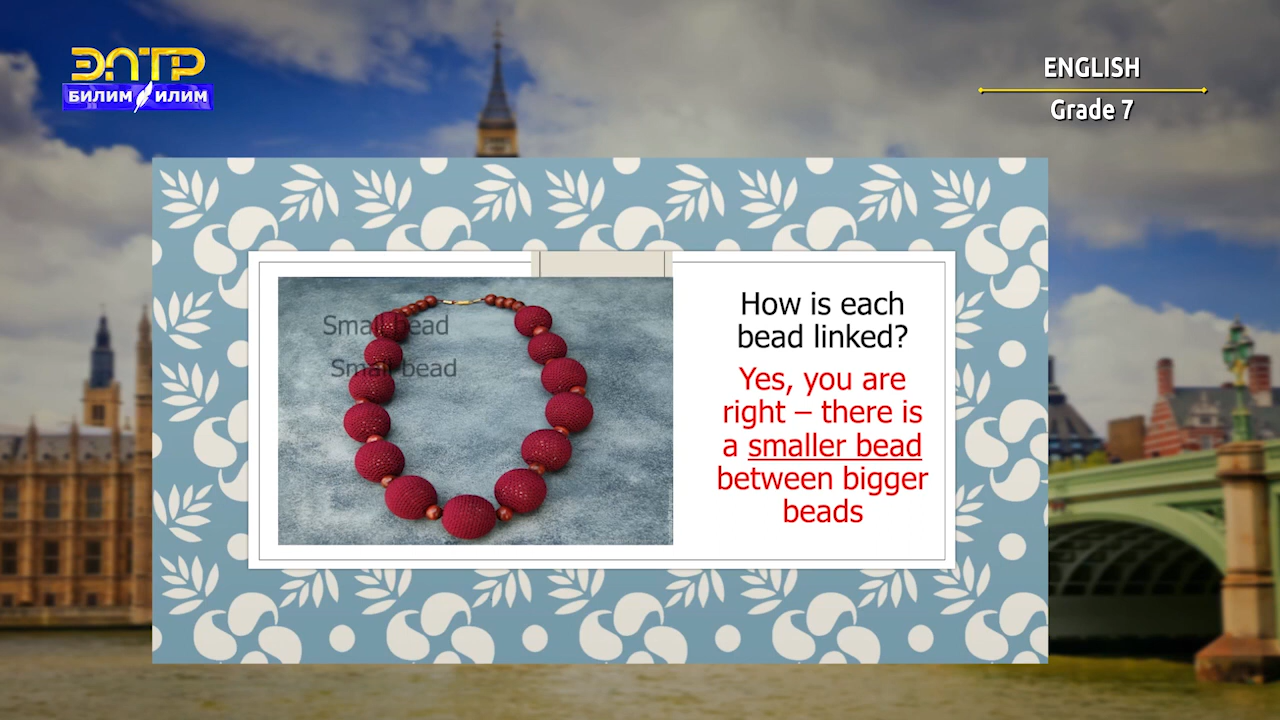 ЭЛТР
БИЛИМ ИЛИМ
ENGLISH
Grade 7
Small bead
Small bead
How is each
bead linked?
Yes, you are
right – there is
a smaller bead
between bigger
beads